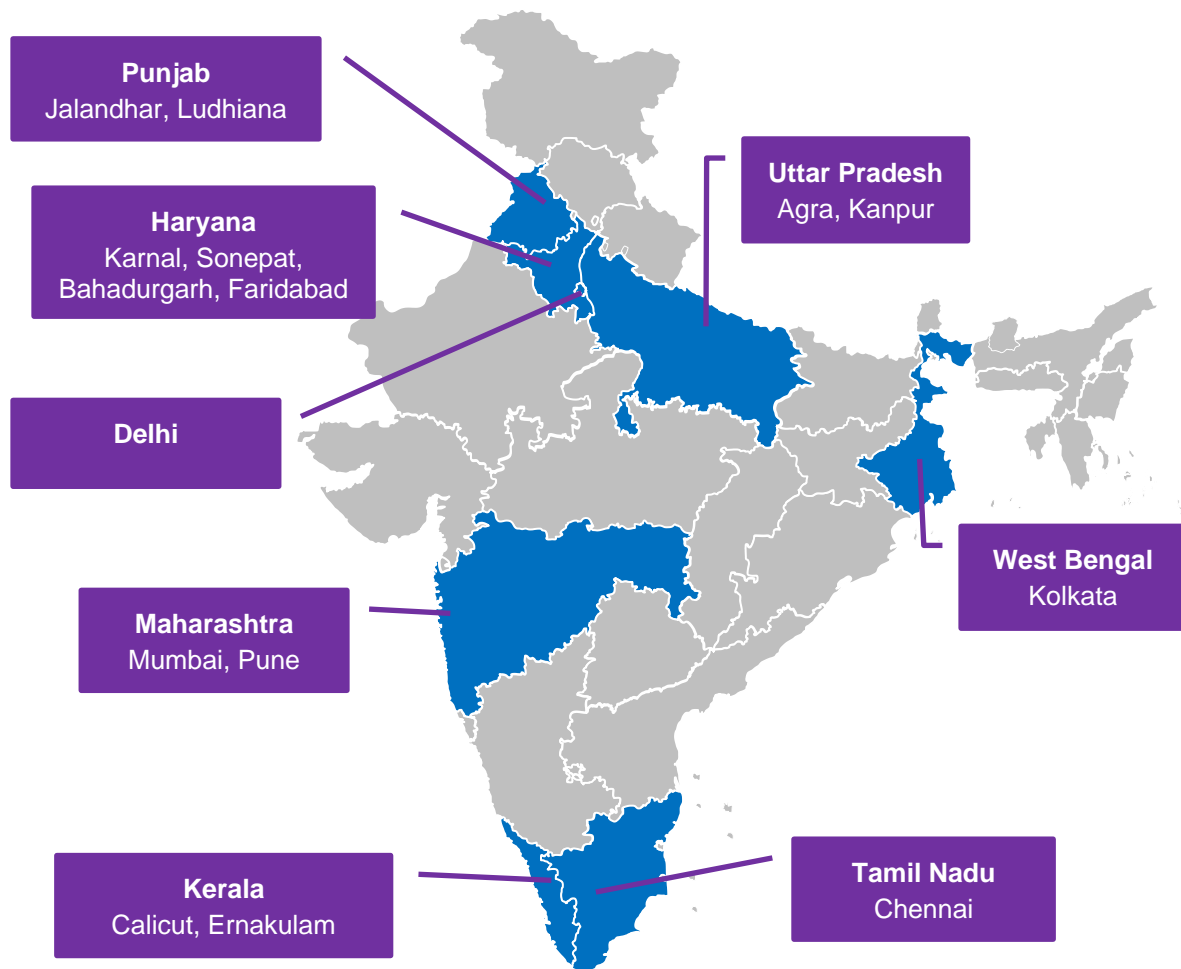 Punjab
Jalandhar, Ludhiana
Uttar Pradesh
Agra, Kanpur
Haryana
Karnal, Sonepat,
Bahadurgarh, Faridabad
Delhi
West Bengal
Kolkata
Maharashtra
Mumbai, Pune
Kerala
Calicut, Ernakulam
Tamil Nadu
Chennai